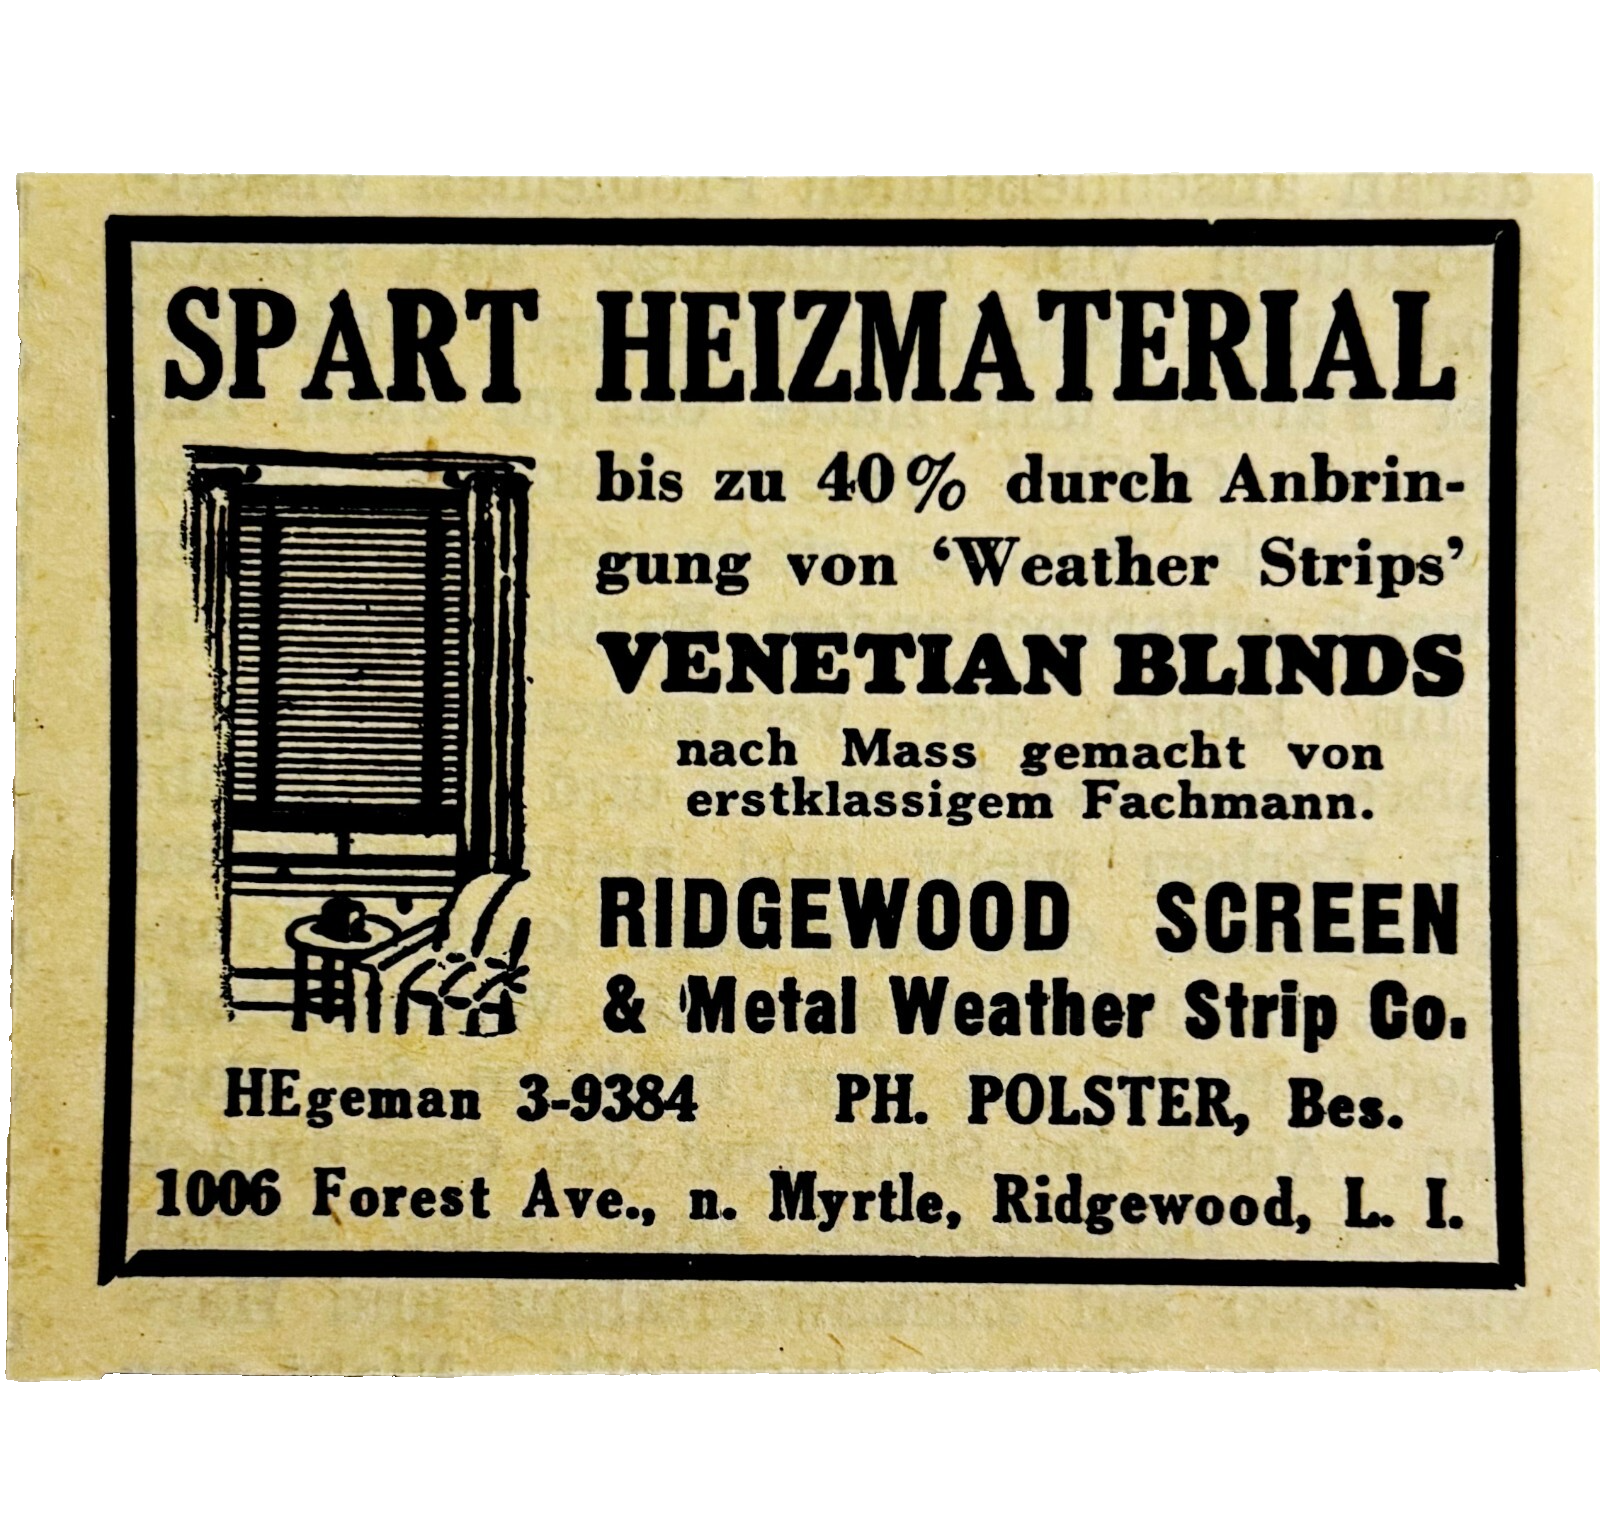 SPART HEIZMATERIAL
bis zu 40% durch Anbrin-
gung von ‘Weather Strips’
VENETIAN BLINDS
nach Mass gemacht von
erstklassigem Fachmann.
RIDGEWOOD SCREEN
& Metal Weather Strip Co.
HEgeman 3-9384 PH. POLSTER, Bes.
1006 Forest Ave., n. Myrtle, Ridgewood, L. I.